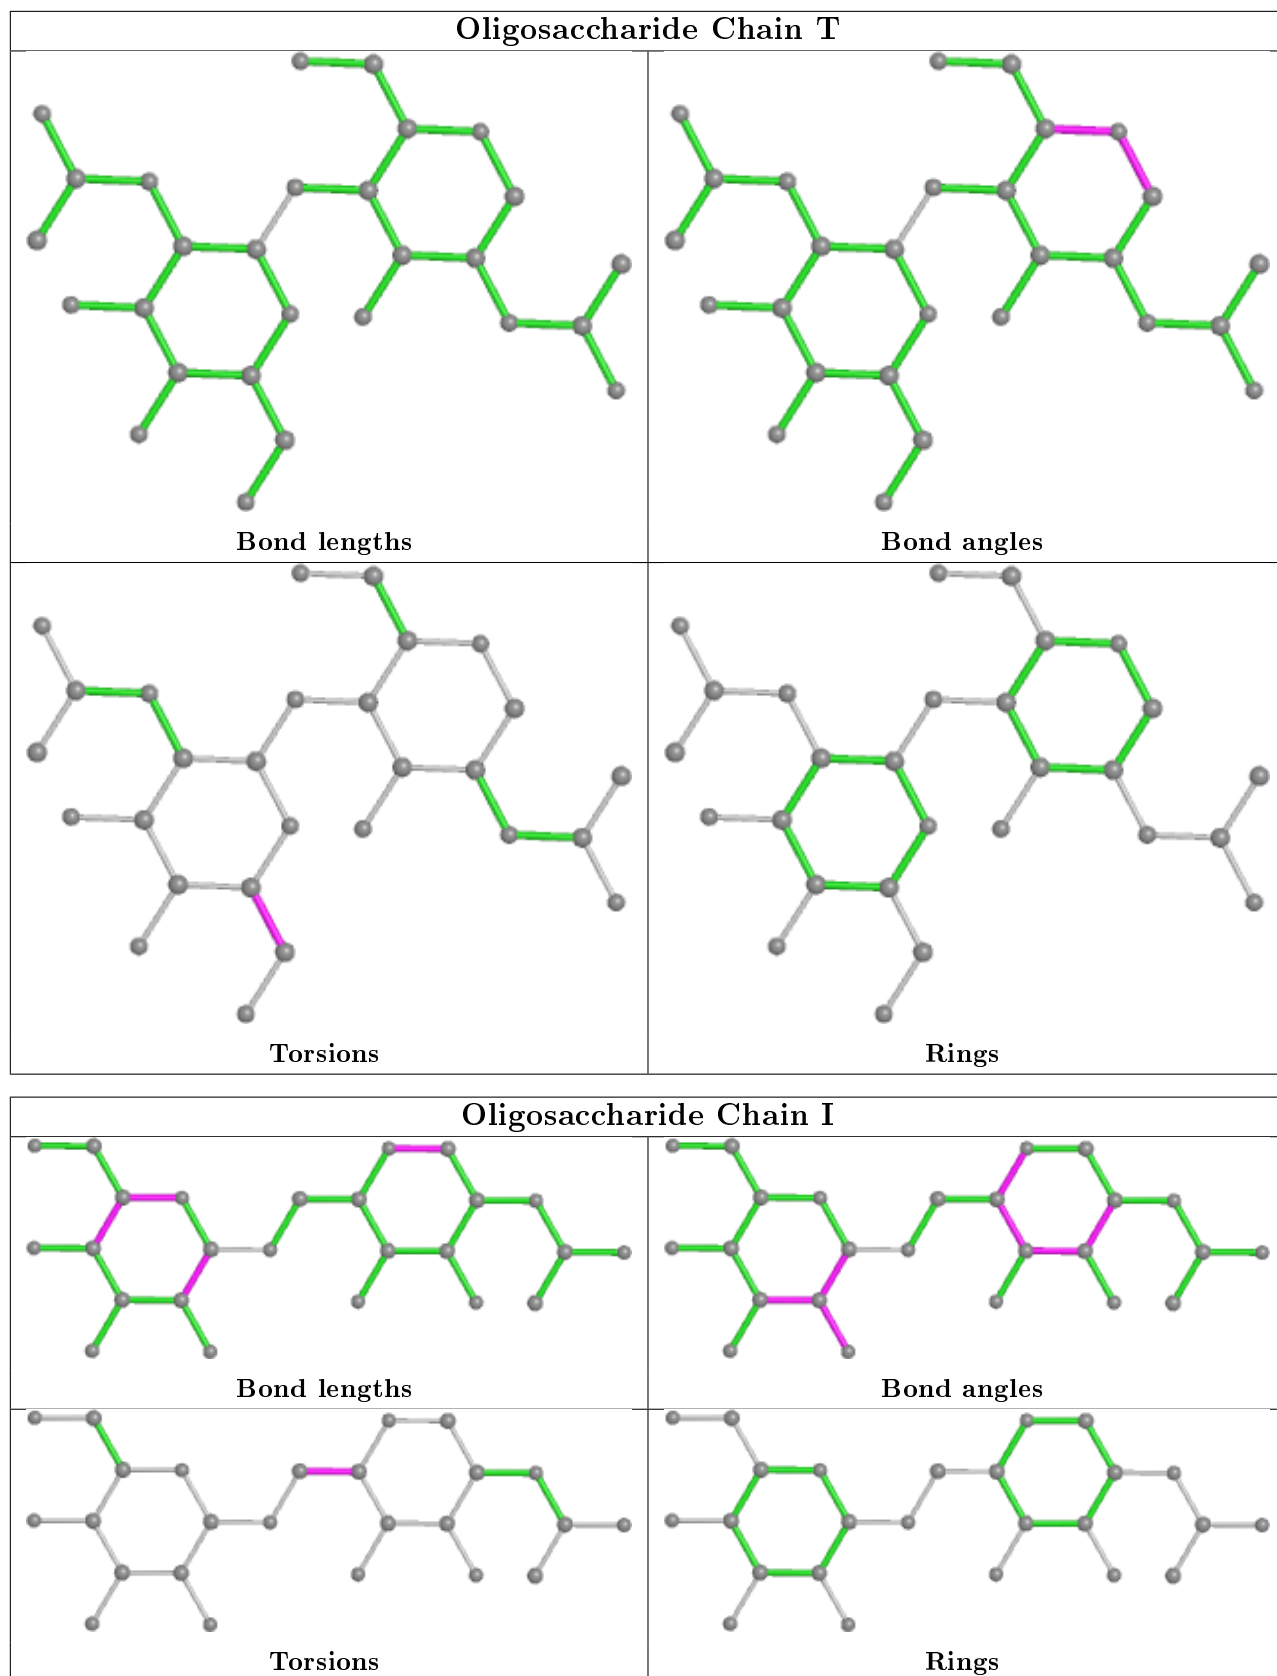 Oligosaccharide Chain T
Bond lengths
Bond angles
Torsions
Rings
Oligosaccharide Chain I
Bond lengths
Bond angles
Torsions
Rings